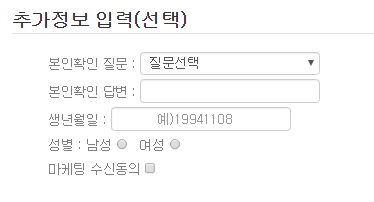 추가정보 입력(선택)
본인확인 질문 : 질문선택
본인확인 답변 :
생년월일 : 예)19941108
성별 : 남성 여성
마케팅 수신동의